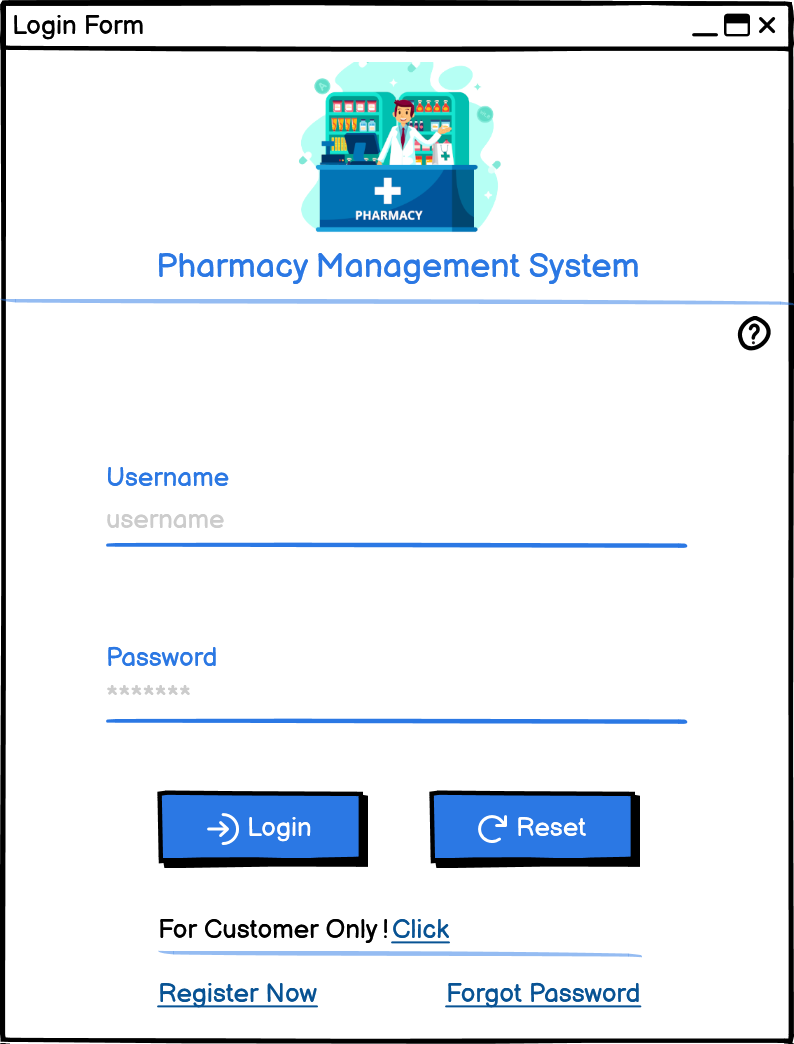 Login Form
PHARMACY
Pharmacy Management System
?
Username
username
Password
*******
Login
Reset
For Customer Only ! Click
Register Now
Forgot Password